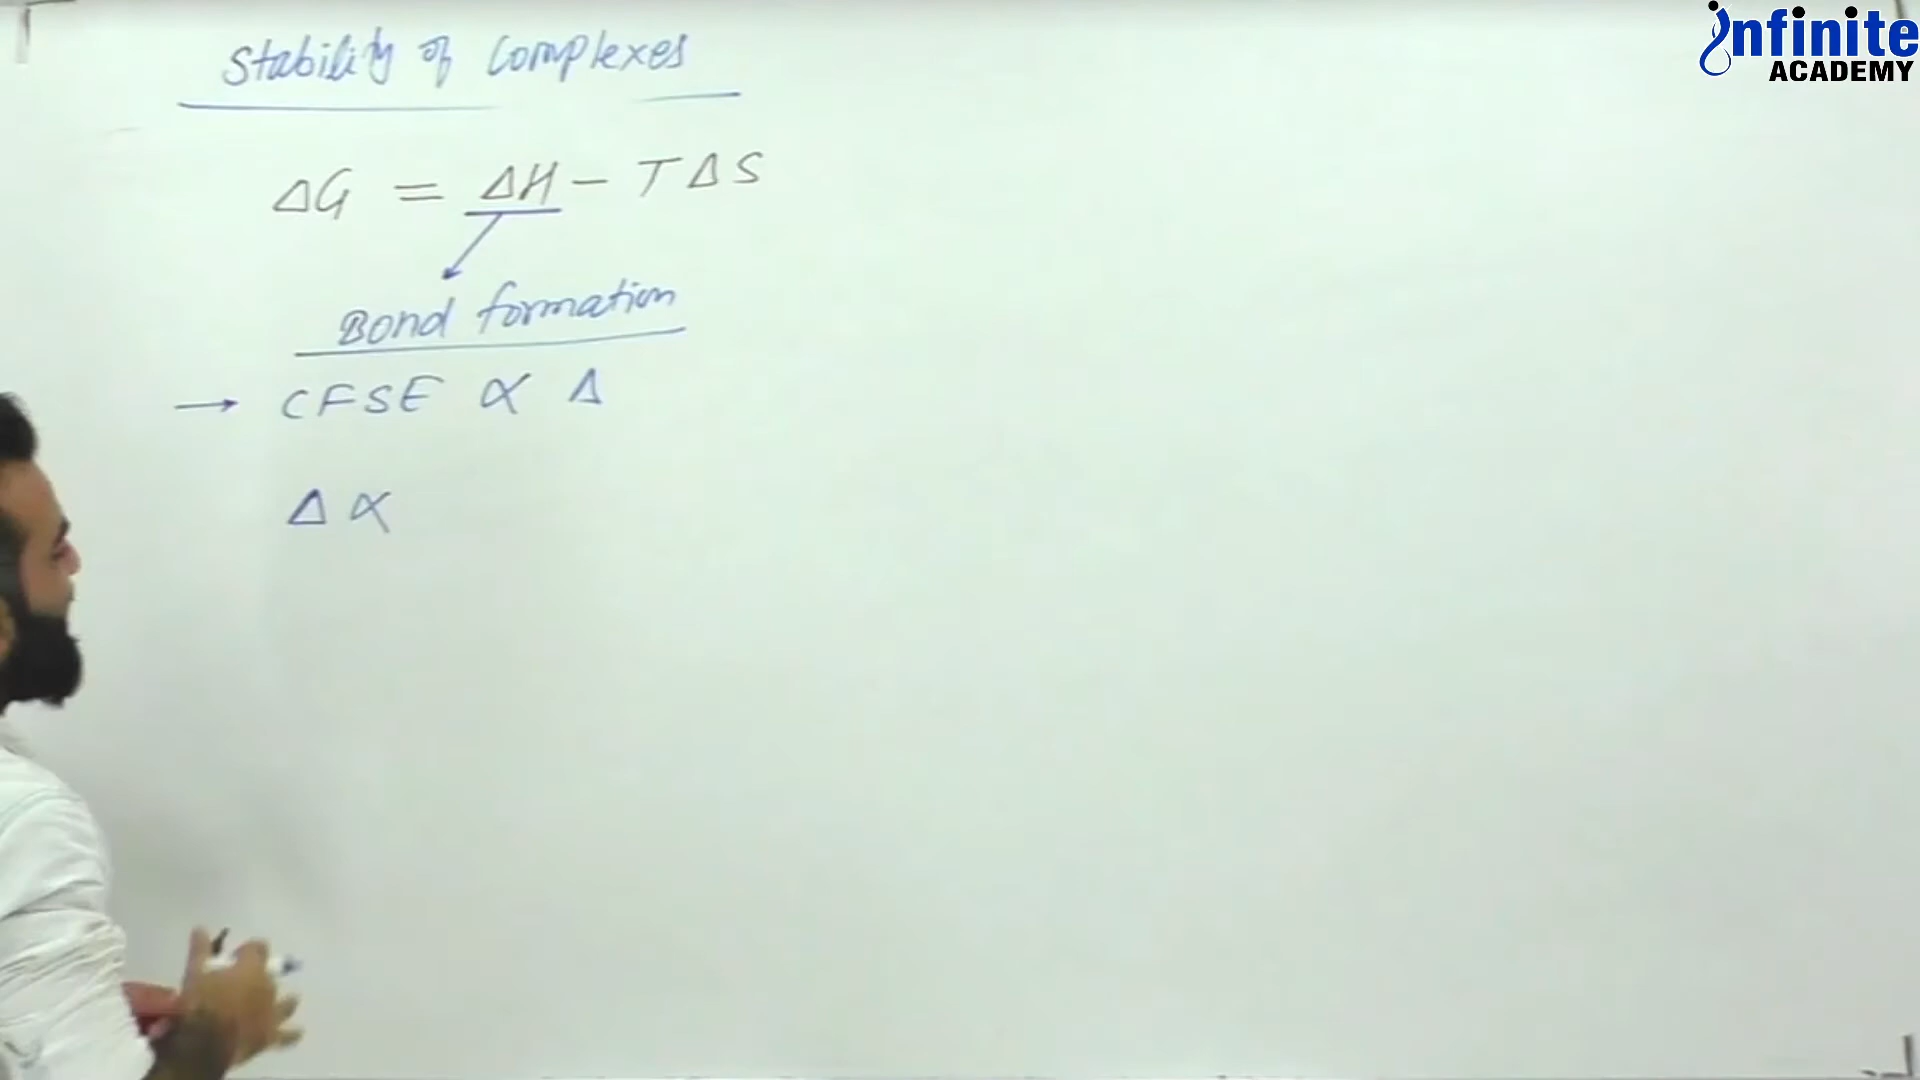 Stability of Complexes
ΔG = ΔH - TΔS
Bond formation
→ CFSE ∝ Δ
Δ ∝
infinite
ACADEMY